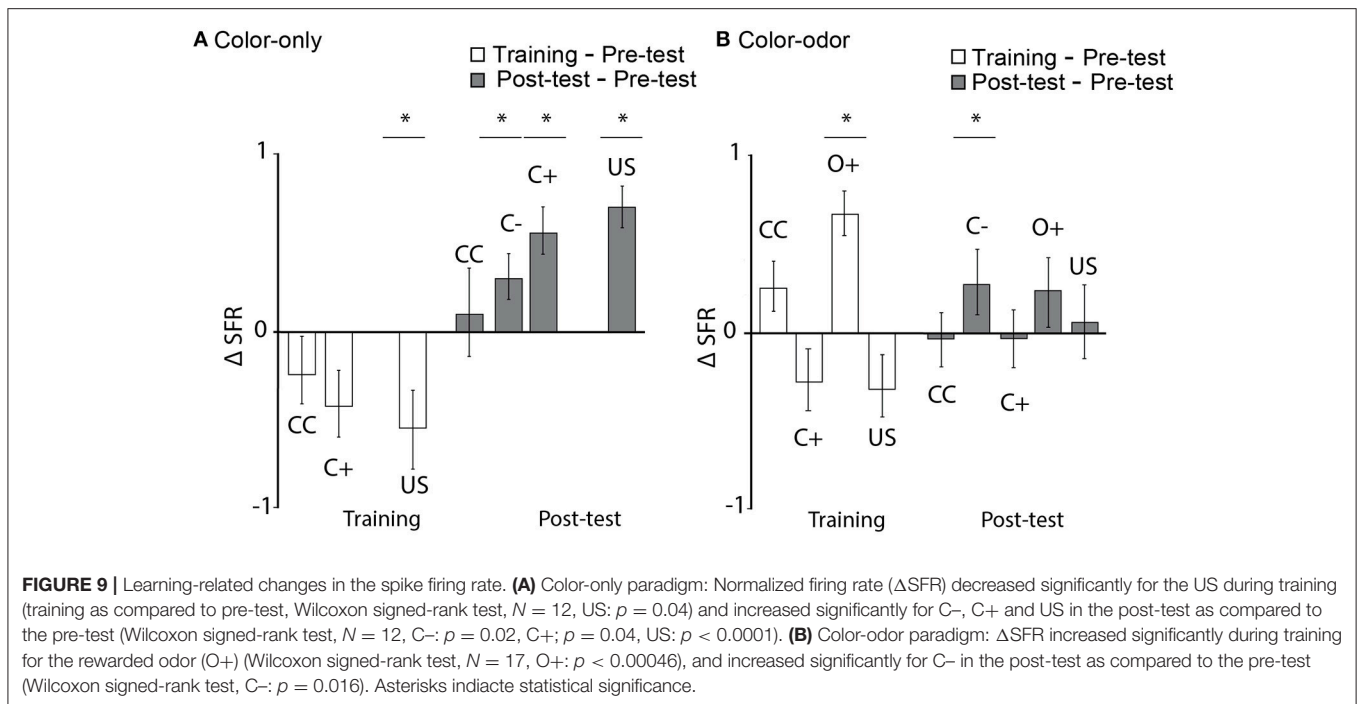 A Color-only
Training - Pre-test
Post-test - Pre-test
* * * *
1
0
-1
Δ SFR
CC
C+
US
CC
C-
C+
US
Training
Post-test
B Color-odor
Training - Pre-test
Post-test - Pre-test
* *
1
0
-1
Δ SFR
CC
C+
O+
US
CC
C-
C+
O+
US
Training
Post-test
FIGURE 9 | Learning-related changes in the spike firing rate. (A) Color-only paradigm: Normalized firing rate (ΔSFR) decreased significantly for the US during training
(training as compared to pre-test, Wilcoxon signed-rank test, N = 12, US: p = 0.04) and increased significantly for C–, C+ and US in the post-test as compared to
the pre-test (Wilcoxon signed-rank test, N = 12, C–: p = 0.02, C+; p = 0.04, US: p < 0.0001). (B) Color-odor paradigm: ΔSFR increased significantly during training
for the rewarded odor (O+) (Wilcoxon signed-rank test, N = 17, O+: p < 0.00046), and increased significantly for C– in the post-test as compared to the pre-test
(Wilcoxon signed-rank test, C–: p = 0.016). Asterisks indiacte statistical significance.